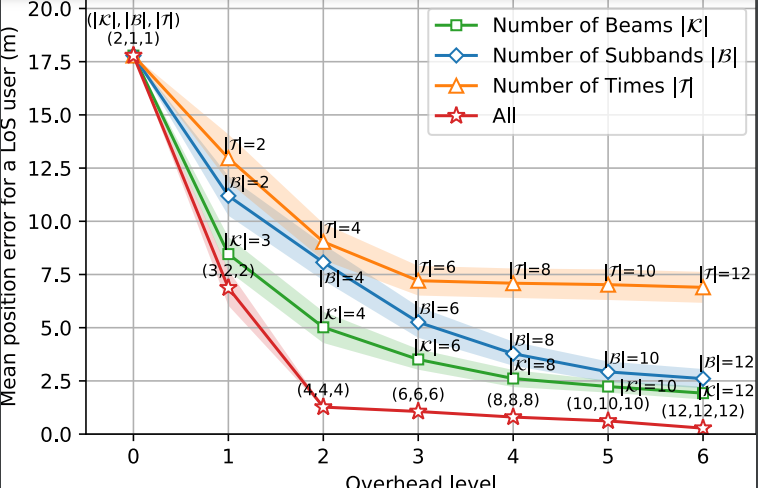 (|𝒦|, |ℬ|, |𝒯|)
(2,1,1)
Number of Beams |𝒦|
Number of Subbands |ℬ|
Number of Times |𝒯|
All
Mean position error for a LoS user (m)
20.0
17.5
15.0
12.5
10.0
7.5
5.0
2.5
0.0
|𝒯|=2
|ℬ|=2
|𝒦|=3
(3,2,2)
|𝒯|=4
|ℬ|=4
|𝒦|=4
(4,4,4)
|𝒯|=6
|ℬ|=6
|𝒦|=6
(6,6,6)
|𝒯|=8
|ℬ|=8
|𝒦|=8
(8,8,8)
|𝒯|=10
|ℬ|=10
|𝒦|=10
(10,10,10)
|𝒯|=12
|ℬ|=12
|𝒦|=12
(12,12,12)
0 1 2 3 4 5 6
Overhead level